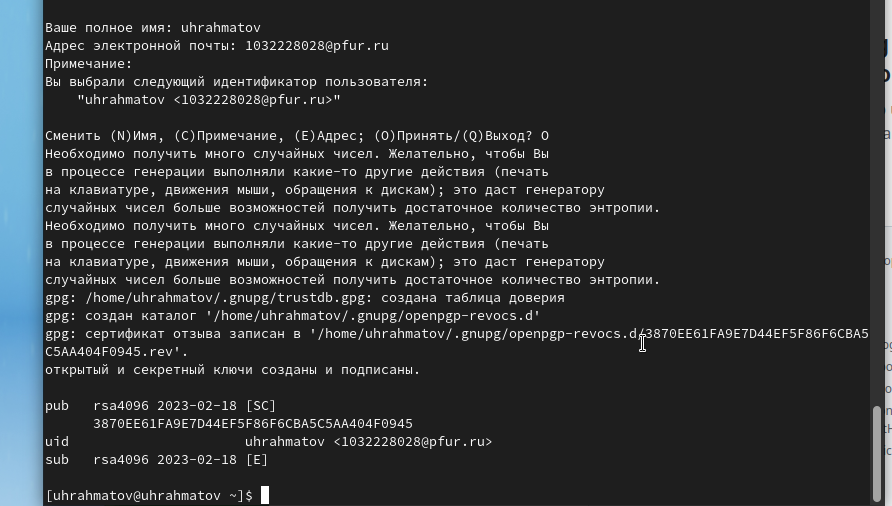 Ваше полное имя: uhrahmatov
Адрес электронной почты: 1032228028@pfur.ru
Примечание:
Вы выбрали следующий идентификатор пользователя:
    "uhrahmatov <1032228028@pfur.ru>"

Сменить (N)Имя, (C)Примечание, (E)Адрес; (O)Принять/(Q)Выход? O
Необходимо получить много случайных чисел. Желательно, чтобы Вы
в процессе генерации выполняли какие-то другие действия (печать
на клавиатуре, движения мыши, обращения к дискам); это даст генератору
случайных чисел больше возможностей получить достаточное количество энтропии.
Необходимо получить много случайных чисел. Желательно, чтобы Вы
в процессе генерации выполняли какие-то другие действия (печать
на клавиатуре, движения мыши, обращения к дискам); это даст генератору
случайных чисел больше возможностей получить достаточное количество энтропии.
gpg: /home/uhrahmatov/.gnupg/trustdb.gpg: создана таблица доверия
gpg: создан каталог '/home/uhrahmatov/.gnupg/openpgp-revocs.d'
gpg: сертификат отзыва записан в '/home/uhrahmatov/.gnupg/openpgp-revocs.d/3870EE61FA9E7D44EF5F86F6CBA5
C5AA404F0945.rev'.
открытый и секретный ключи созданы и подписаны.

pub   rsa4096 2023-02-18 [SC]
      3870EE61FA9E7D44EF5F86F6CBA5C5AA404F0945
uid                      uhrahmatov <1032228028@pfur.ru>
sub   rsa4096 2023-02-18 [E]

[uhrahmatov@uhrahmatov ~]$